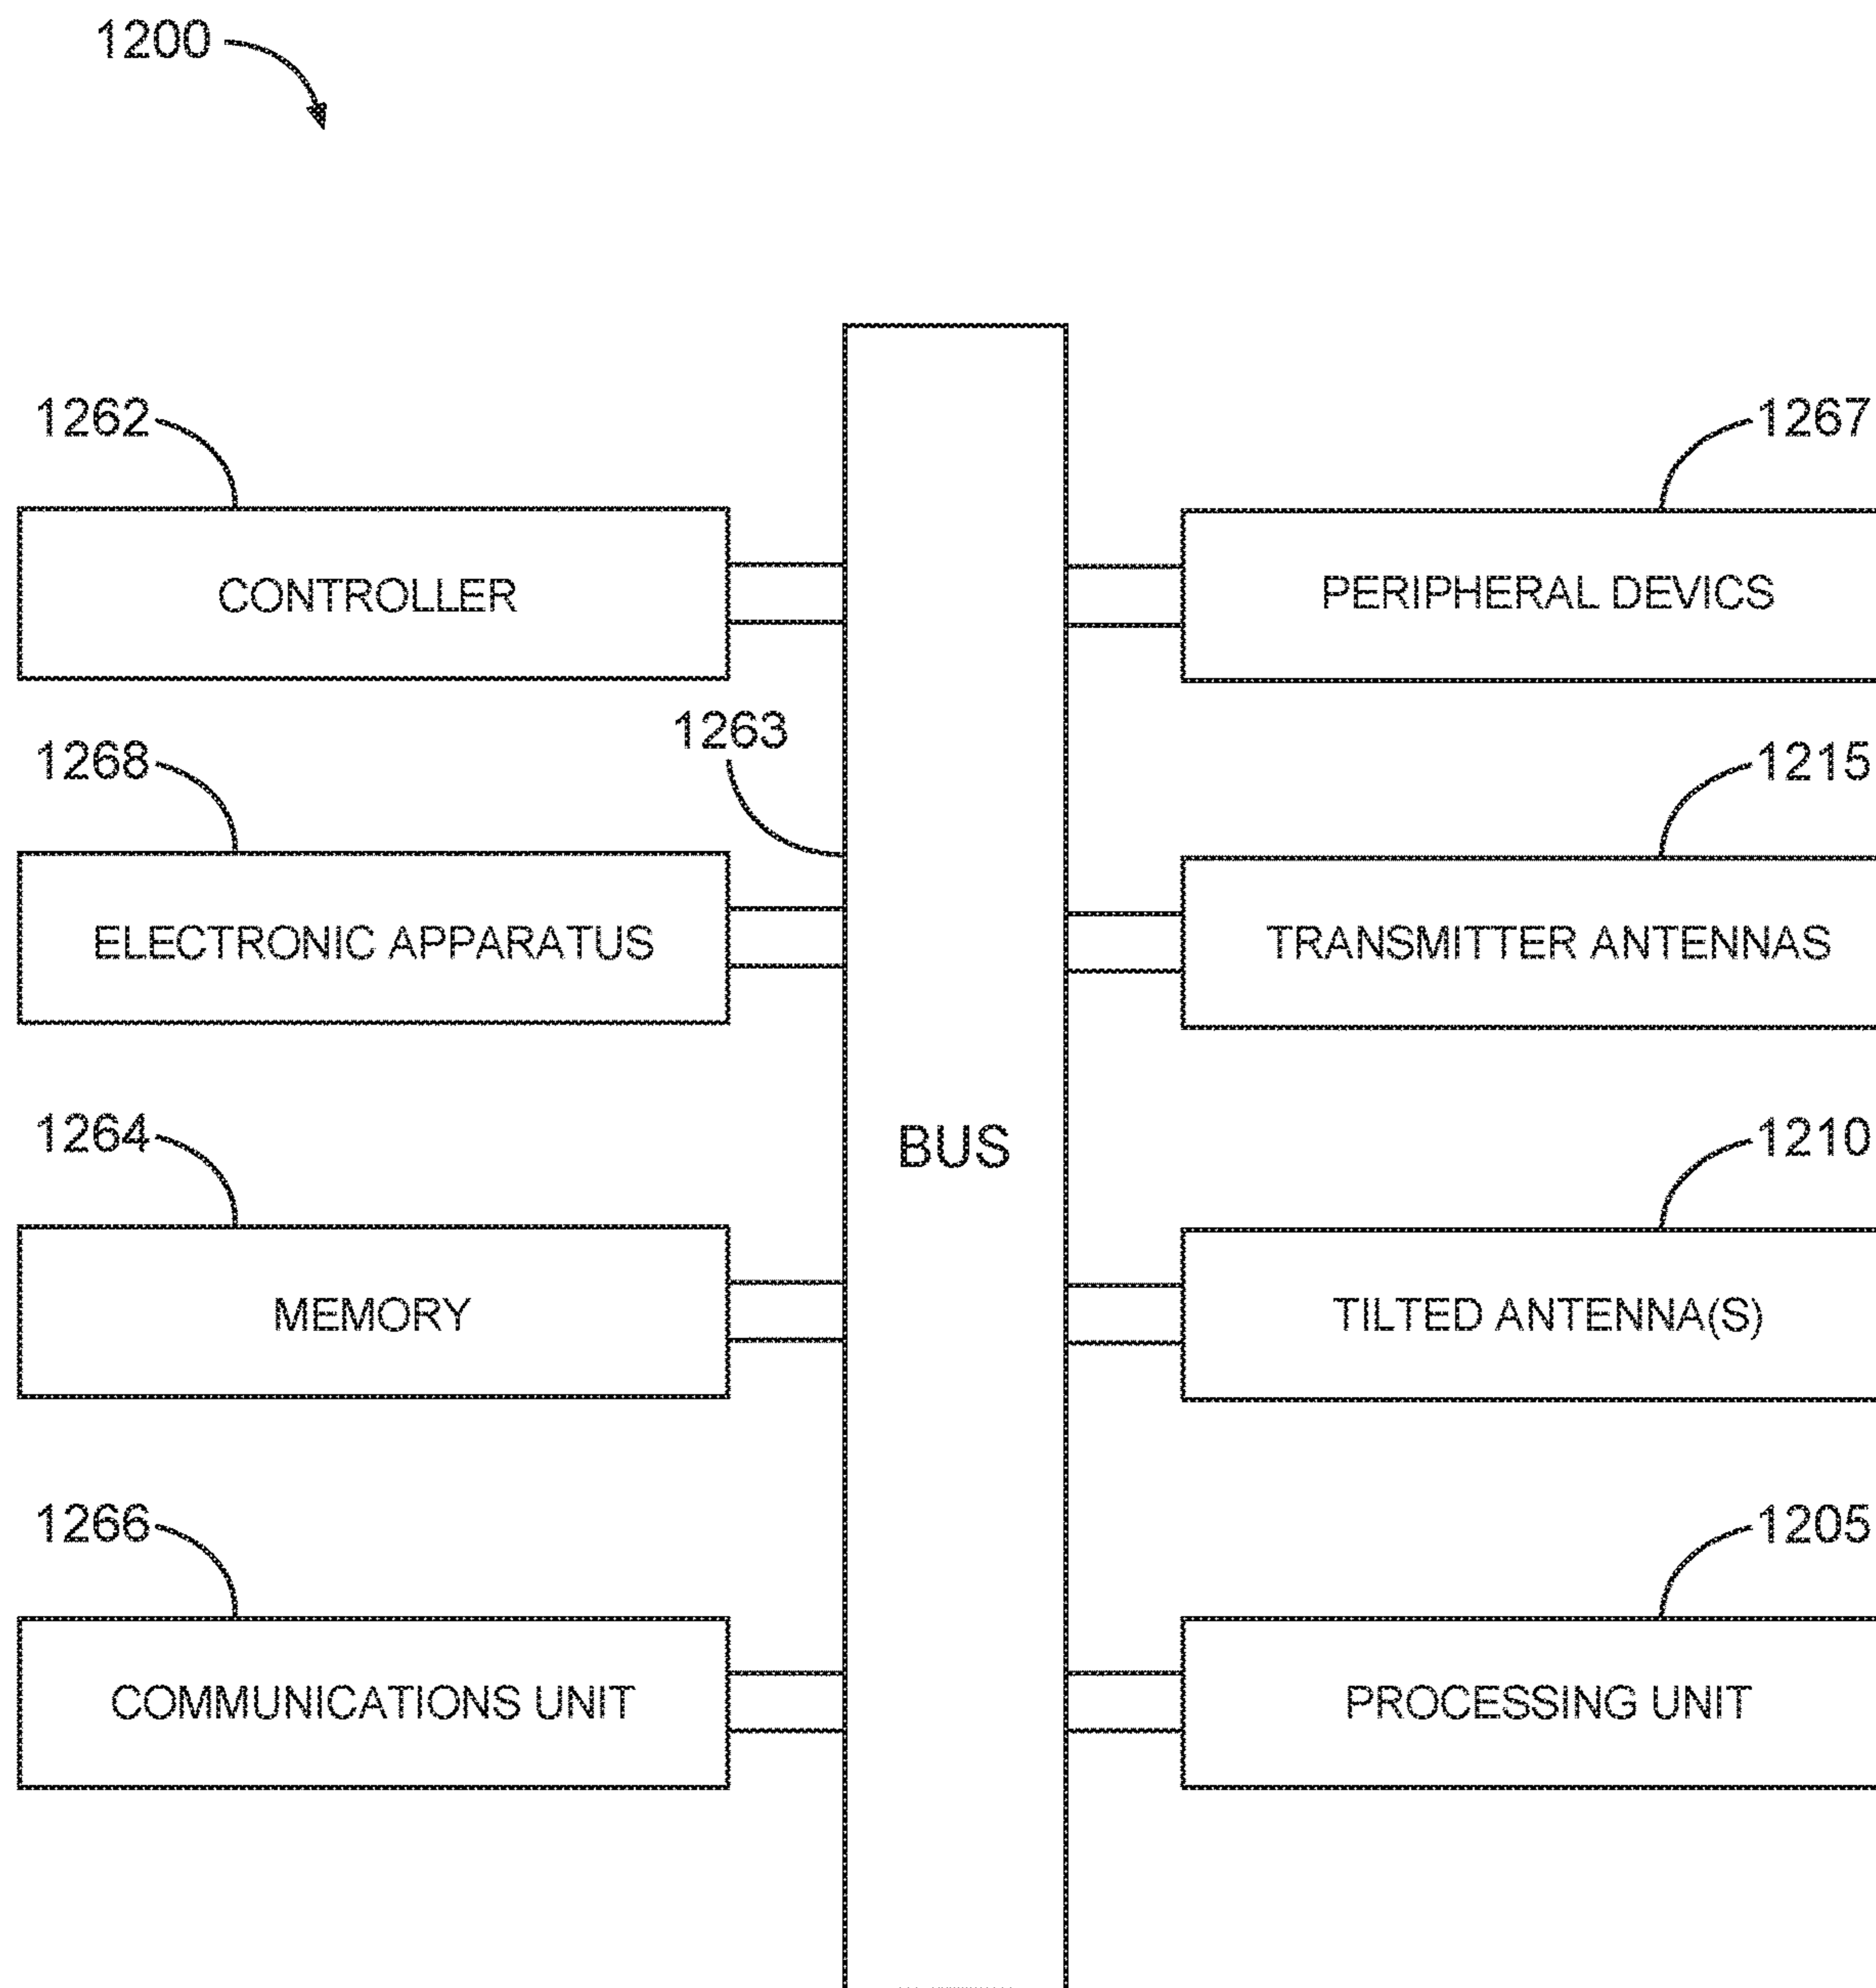 1200
1262
1267
CONTROLLER
PERIPHERAL DEVICS
1263
1268
1215
ELECTRONIC APPARATUS
TRANSMITTER ANTENNAS
1264
1210
BUS
MEMORY
TILTED ANTENNA(S)
1266
1205
COMMUNICATIONS UNIT
PROCESSING UNIT